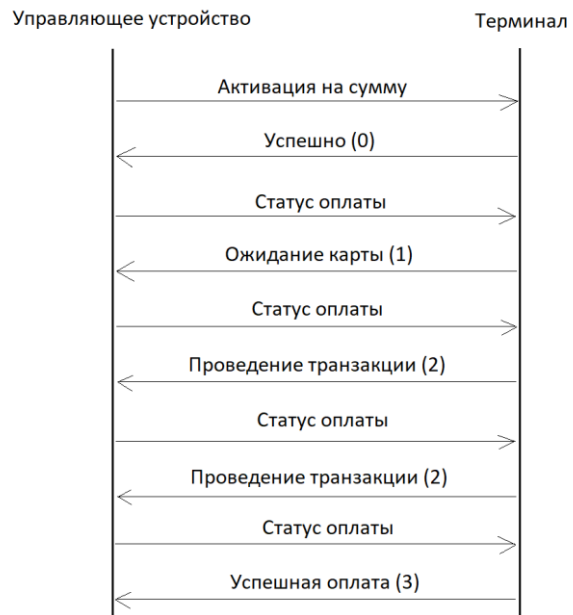 Управляющее устройство
Терминал
Активация на сумму
Успешно (0)
Статус оплаты
Ожидание карты (1)
Статус оплаты
Проведение транзакции (2)
Статус оплаты
Проведение транзакции (2)
Статус оплаты
Успешная оплата (3)